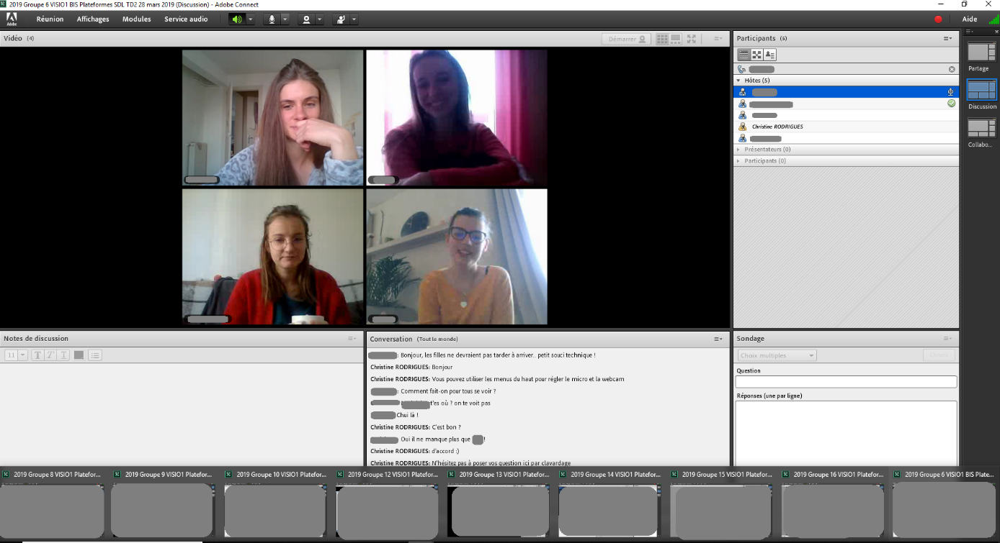 2019 Groupe 6 VISIO1 BIS Plateformes SDL TD2 28 mars 2019 (Discussion) - Adobe Connect
Adobe
Réunion Affichages Modules Service audio
Aide
Vidéo (4)
Démarrer
Participants (5)
Hôtes (5)
Christine RODRIGUES
Présentateurs (0)
Participants (0)
Partage
Discussion
Collabo...
Notes de discussion
11 T T T
Conversation (Tout le monde)
: Bonjour, les filles ne devraient pas tarder à arriver.. petit souci technique !
Christine RODRIGUES: Bonjour
Christine RODRIGUES: Vous pouvez utiliser les menus du haut pour régler le micro et la webcam
: Comment fait-on pour tous se voir ?
t'es où ? on te voit pas
Chui là !
Christine RODRIGUES: C'est bon ?
Oui il ne manque plus que !
Christine RODRIGUES: d'accord :)
Christine RODRIGUES: N'hésitez pas à poser vos question ici par clavardage
Sondage
Choix multiples
Question
Réponses (une par ligne)
2019 Groupe 8 VISIO1 Platefor...
2019 Groupe 9 VISIO1 Platefor...
2019 Groupe 10 VISIO1 Platefor...
2019 Groupe 12 VISIO1 Platefor...
2019 Groupe 13 VISIO1 Platefor...
2019 Groupe 14 VISIO1 Platefor...
2019 Groupe 15 VISIO1 Platefor...
2019 Groupe 16 VISIO1 Platefor...
2019 Groupe 6 VISIO1 BIS Plate...